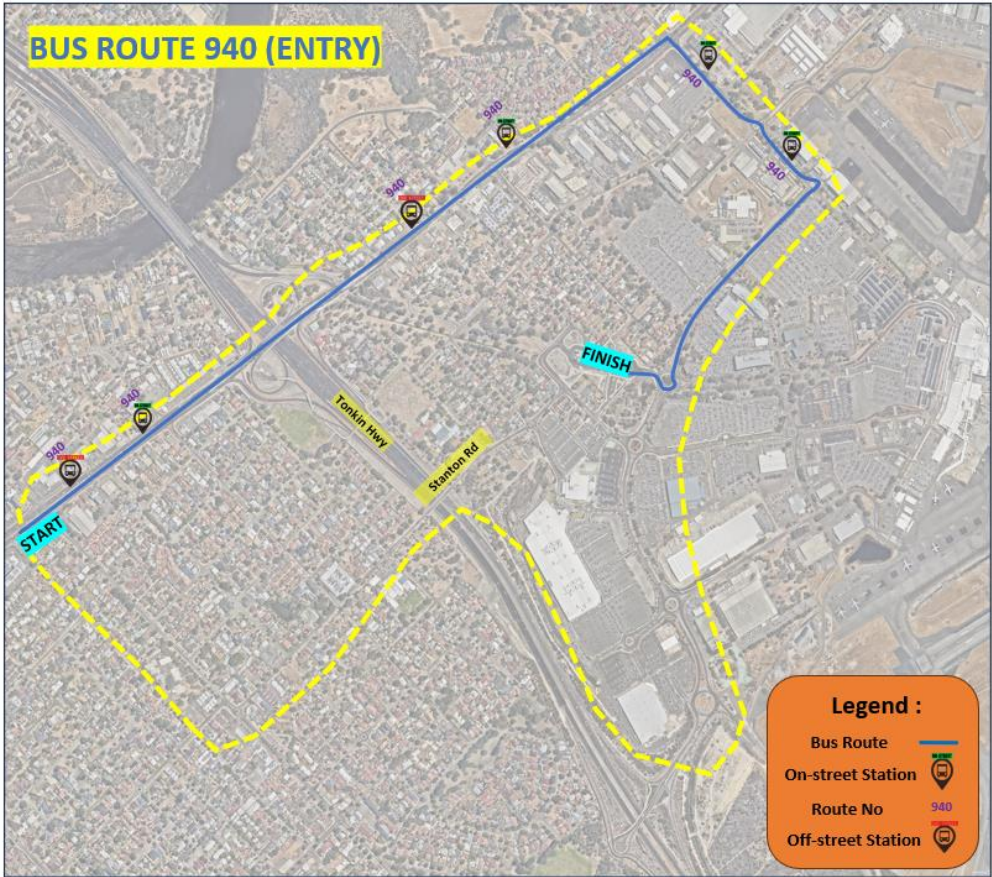 BUS ROUTE 940 (ENTRY)
940
940
940
940
FINISH
Tonkin Hwy
Stanton Rd
940
940
START
Legend :
Bus Route
On-street Station
Route No 940
Off-street Station